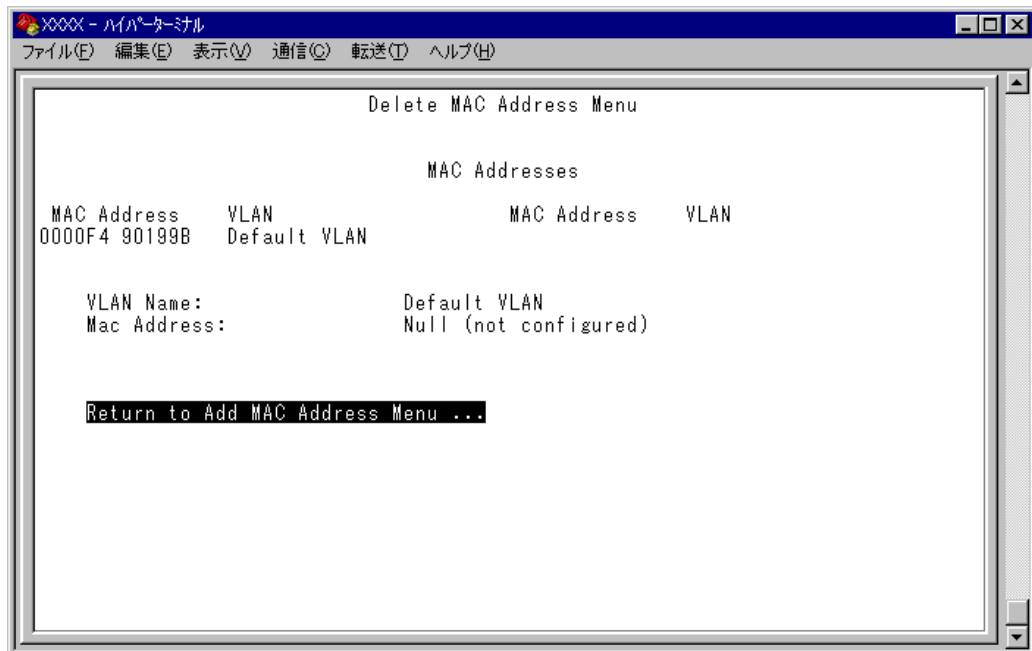 XXXX - ﾊｲﾊﾟｰﾀｰﾐﾅﾙ
ファイル(F) 編集(E) 表示(V) 通信(C) 転送(T) ヘルプ(H)
Delete MAC Address Menu
MAC Addresses
MAC Address VLAN MAC Address VLAN
0000F4 90199B Default VLAN
VLAN Name: Default VLAN
Mac Address: Null (not configured)
Return to Add MAC Address Menu ...